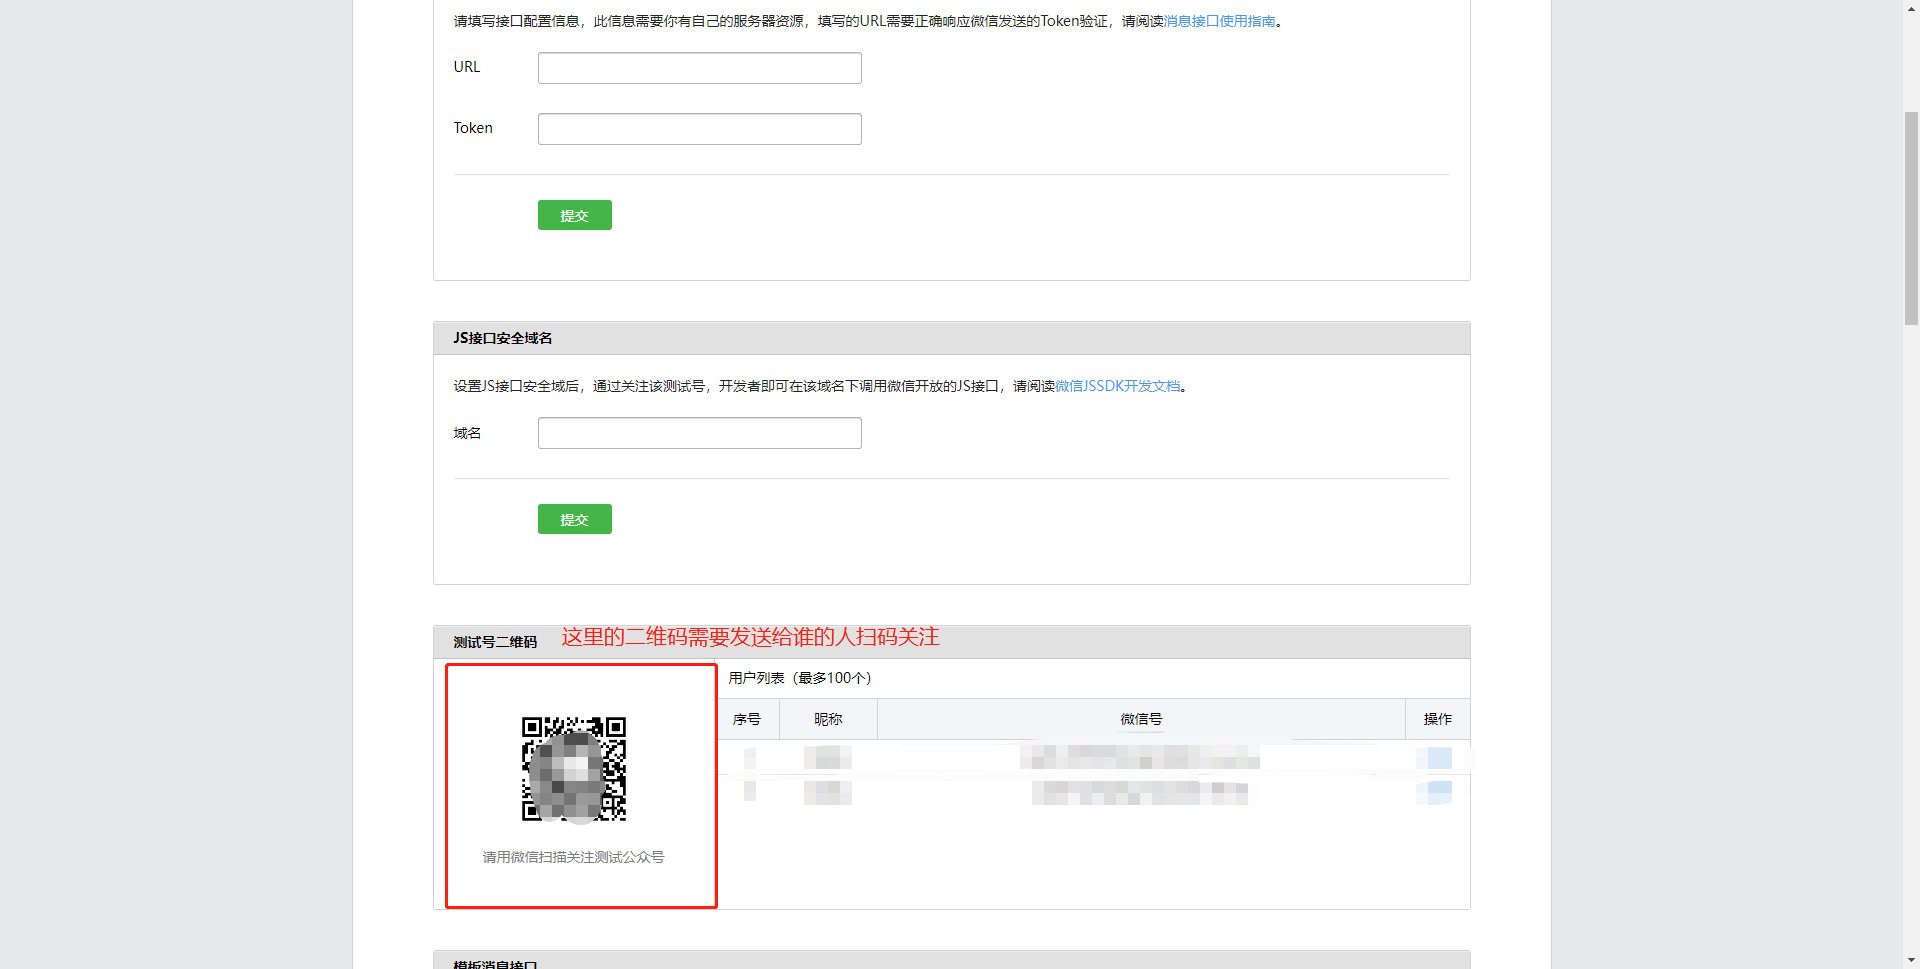 请填写接口配置信息，此信息需要你有自己的服务器资源，填写的URL需要正确响应微信发送的Token验证，请阅读消息接口使用指南。
URL
Token
提交
JS接口安全域名
设置JS接口安全域后，通过关注该测试号，开发者即可在该域名下调用微信开放的JS接口，请阅读微信JSSDK开发文档。
域名
提交
测试号二维码 这里的二维码需要发送给谁的人扫码关注
用户列表（最多100个）
序号 昵称 微信号 操作
请用微信扫描关注测试公众号
模板消息接口